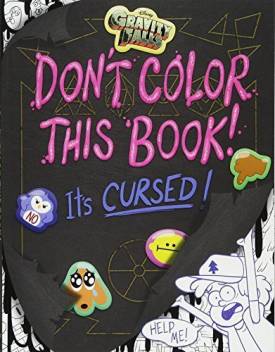 Disney
GRAVITY FALLS
DON'T COLOR
THIS BOOK!
It's CURSED!
NO
HELP ME!